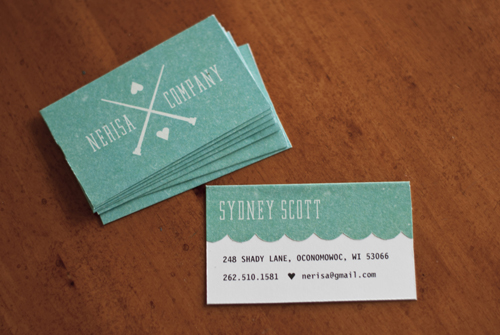 NERISA COMPANY
SYDNEY SCOTT
248 SHADY LANE, OCONOMOWOC, WI 53066
262.510.1581 ♥ nerisa@gmail.com